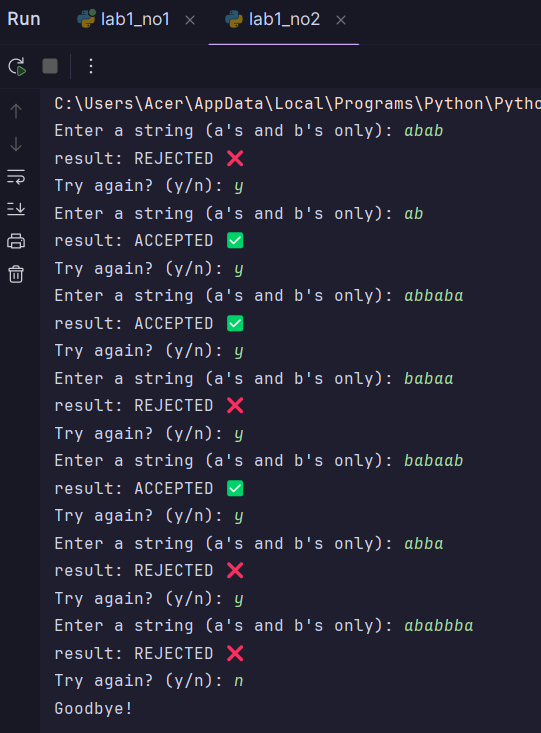 Run lab1_no1 × lab1_no2 ×
C:\Users\Acer\AppData\Local\Programs\Python\Pytho
Enter a string (a's and b's only): abab
result: REJECTED ❌
Try again? (y/n): y
Enter a string (a's and b's only): ab
result: ACCEPTED ✅
Try again? (y/n): y
Enter a string (a's and b's only): abbaba
result: ACCEPTED ✅
Try again? (y/n): y
Enter a string (a's and b's only): babaa
result: REJECTED ❌
Try again? (y/n): y
Enter a string (a's and b's only): babaab
result: ACCEPTED ✅
Try again? (y/n): y
Enter a string (a's and b's only): abba
result: REJECTED ❌
Try again? (y/n): y
Enter a string (a's and b's only): ababbba
result: REJECTED ❌
Try again? (y/n): n
Goodbye!